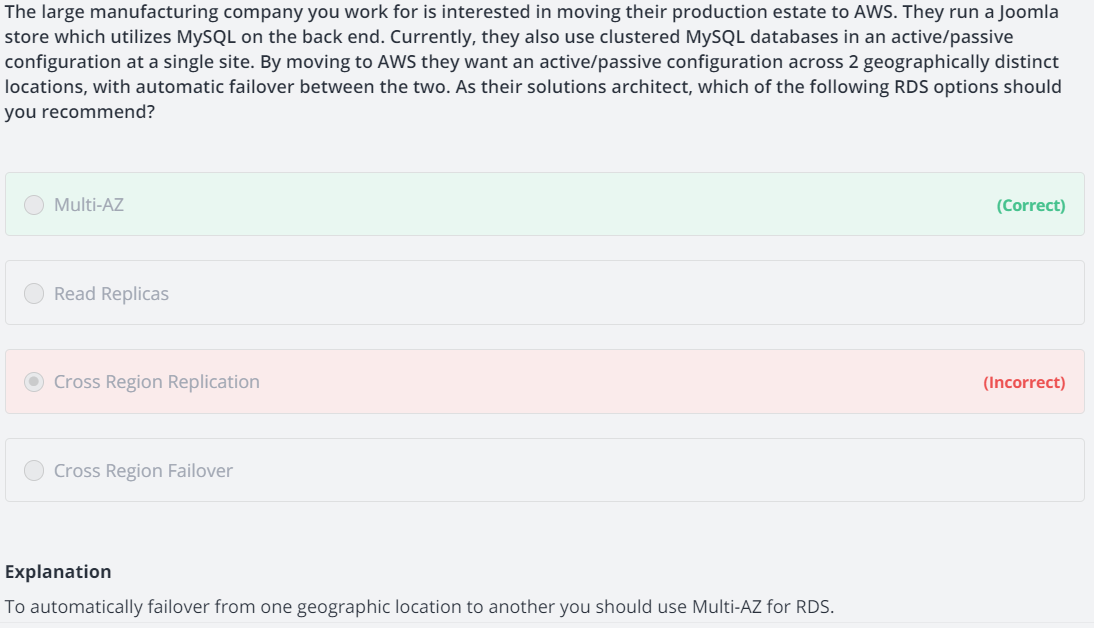 The large manufacturing company you work for is interested in moving their production estate to AWS. They run a Joomla
store which utilizes MySQL on the back end. Currently, they also use clustered MySQL databases in an active/passive
configuration at a single site. By moving to AWS they want an active/passive configuration across 2 geographically distinct
locations, with automatic failover between the two. As their solutions architect, which of the following RDS options should
you recommend?
Multi-AZ (Correct)
Read Replicas
Cross Region Replication (Incorrect)
Cross Region Failover
Explanation
To automatically failover from one geographic location to another you should use Multi-AZ for RDS.